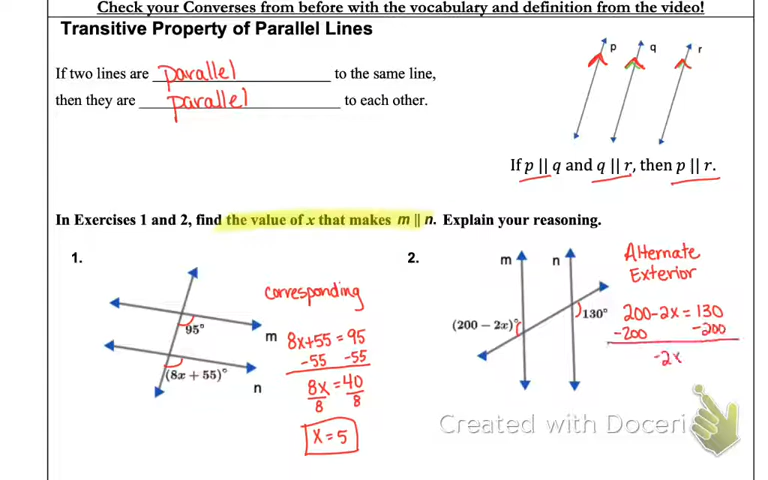 Check your Converses from before with the vocabulary and definition from the video!
Transitive Property of Parallel Lines
If two lines are parallel to the same line,
then they are parallel to each other.
p q r
If p || q and q || r, then p || r.
In Exercises 1 and 2, find the value of x that makes m || n. Explain your reasoning.
1.
95°
m
(8x + 55)°
n
corresponding
8x+55 = 95
-55 -55
8x = 40
8 8
x = 5
2.
m n
(200 − 2x)°
130°
Alternate
Exterior
200-2x = 130
-200 -200
-2x
Created with Doceri